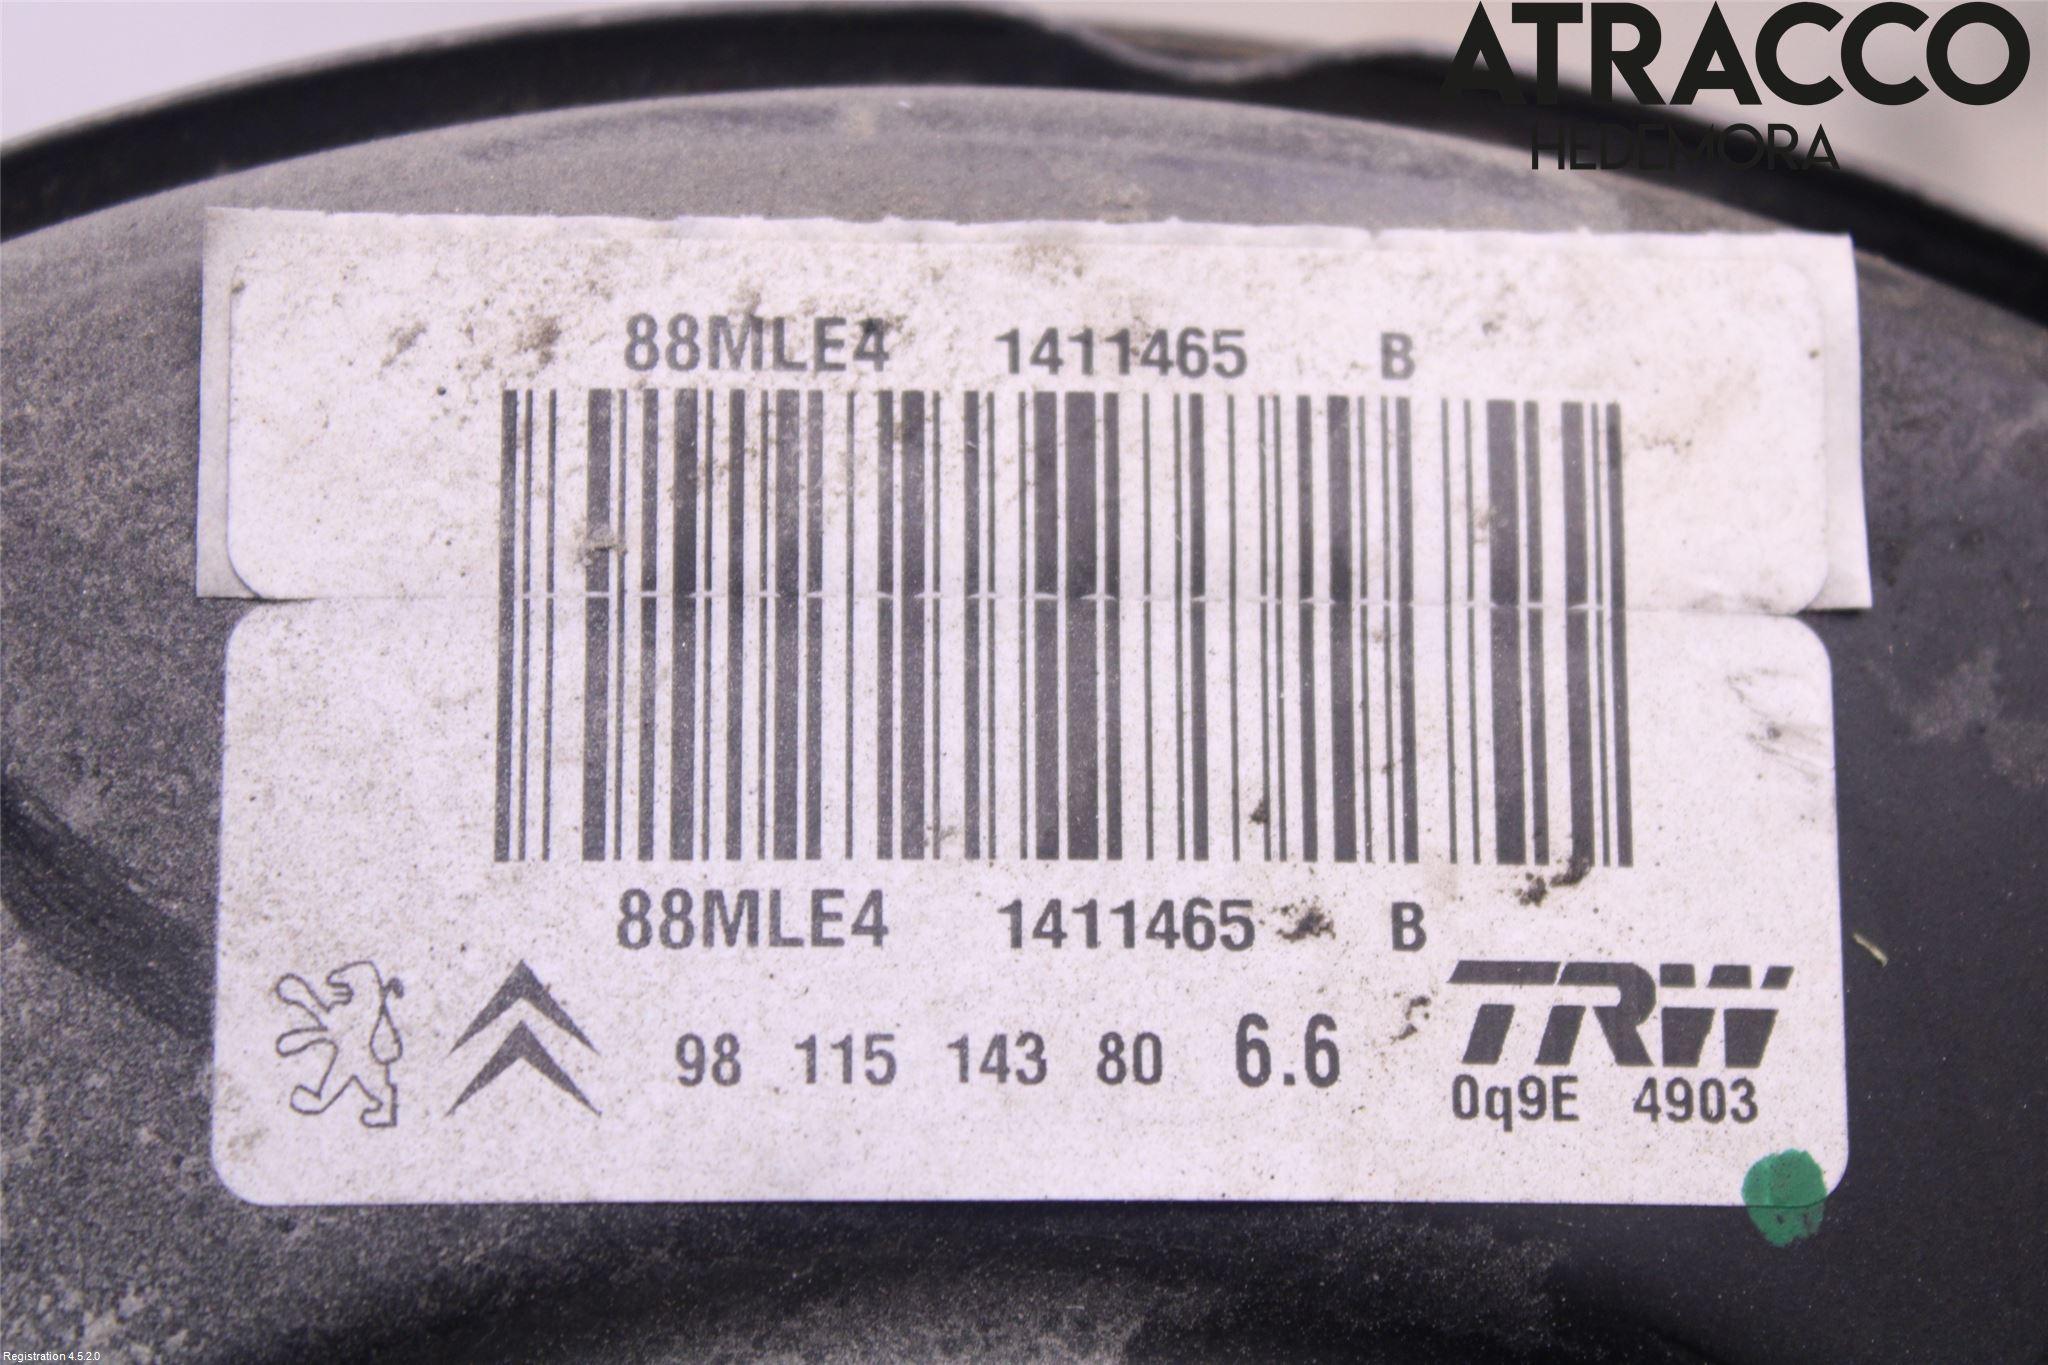 ATRACCO
HEDEMORA
88MLE4 1411465 B
88MLE4 1411465 B
98 115 143 80 6.6
TRW
0q9E 4903
Registration 4.5.2.0